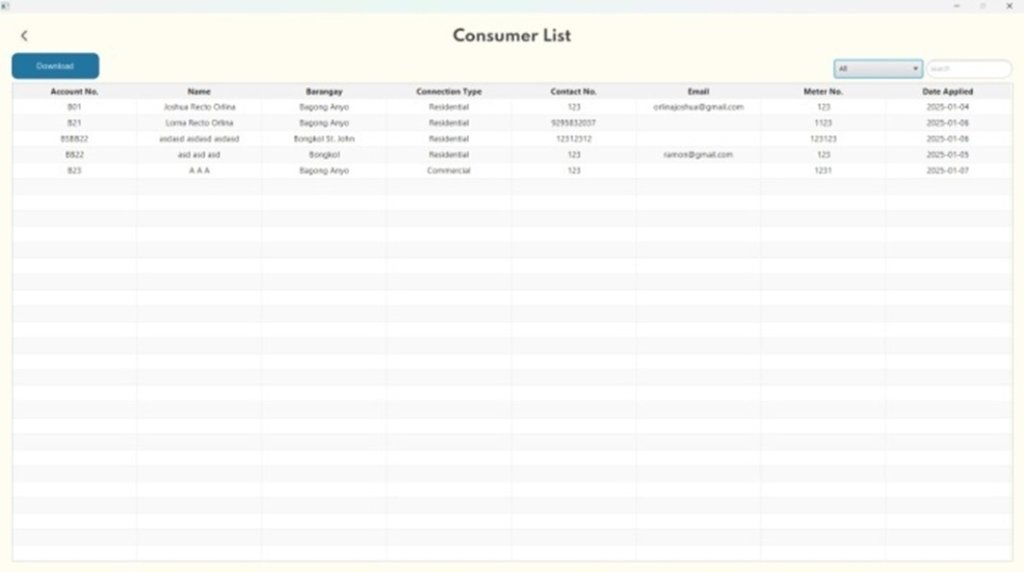 Consumer List
Download
All search
Account No. Name Barangay Connection Type Contact No. Email Meter No. Date Applied
B01 Joshua Recto Orlina Bagong Anyo Residential 123 orlinajoshua@gmail.com 123 2025-01-04
B21 Lorna Recto Orlina Bagong Anyo Residential 9295832037 1123 2025-01-06
BSBB22 asdasd asdasd asdasd Bongkol St. John Residential 12312312 123123 2025-01-06
BB22 asd asd asd Bongkol Residential 123 ramon@gmail.com 123 2025-01-05
B23 A A A Bagong Anyo Commercial 123 1231 2025-01-07